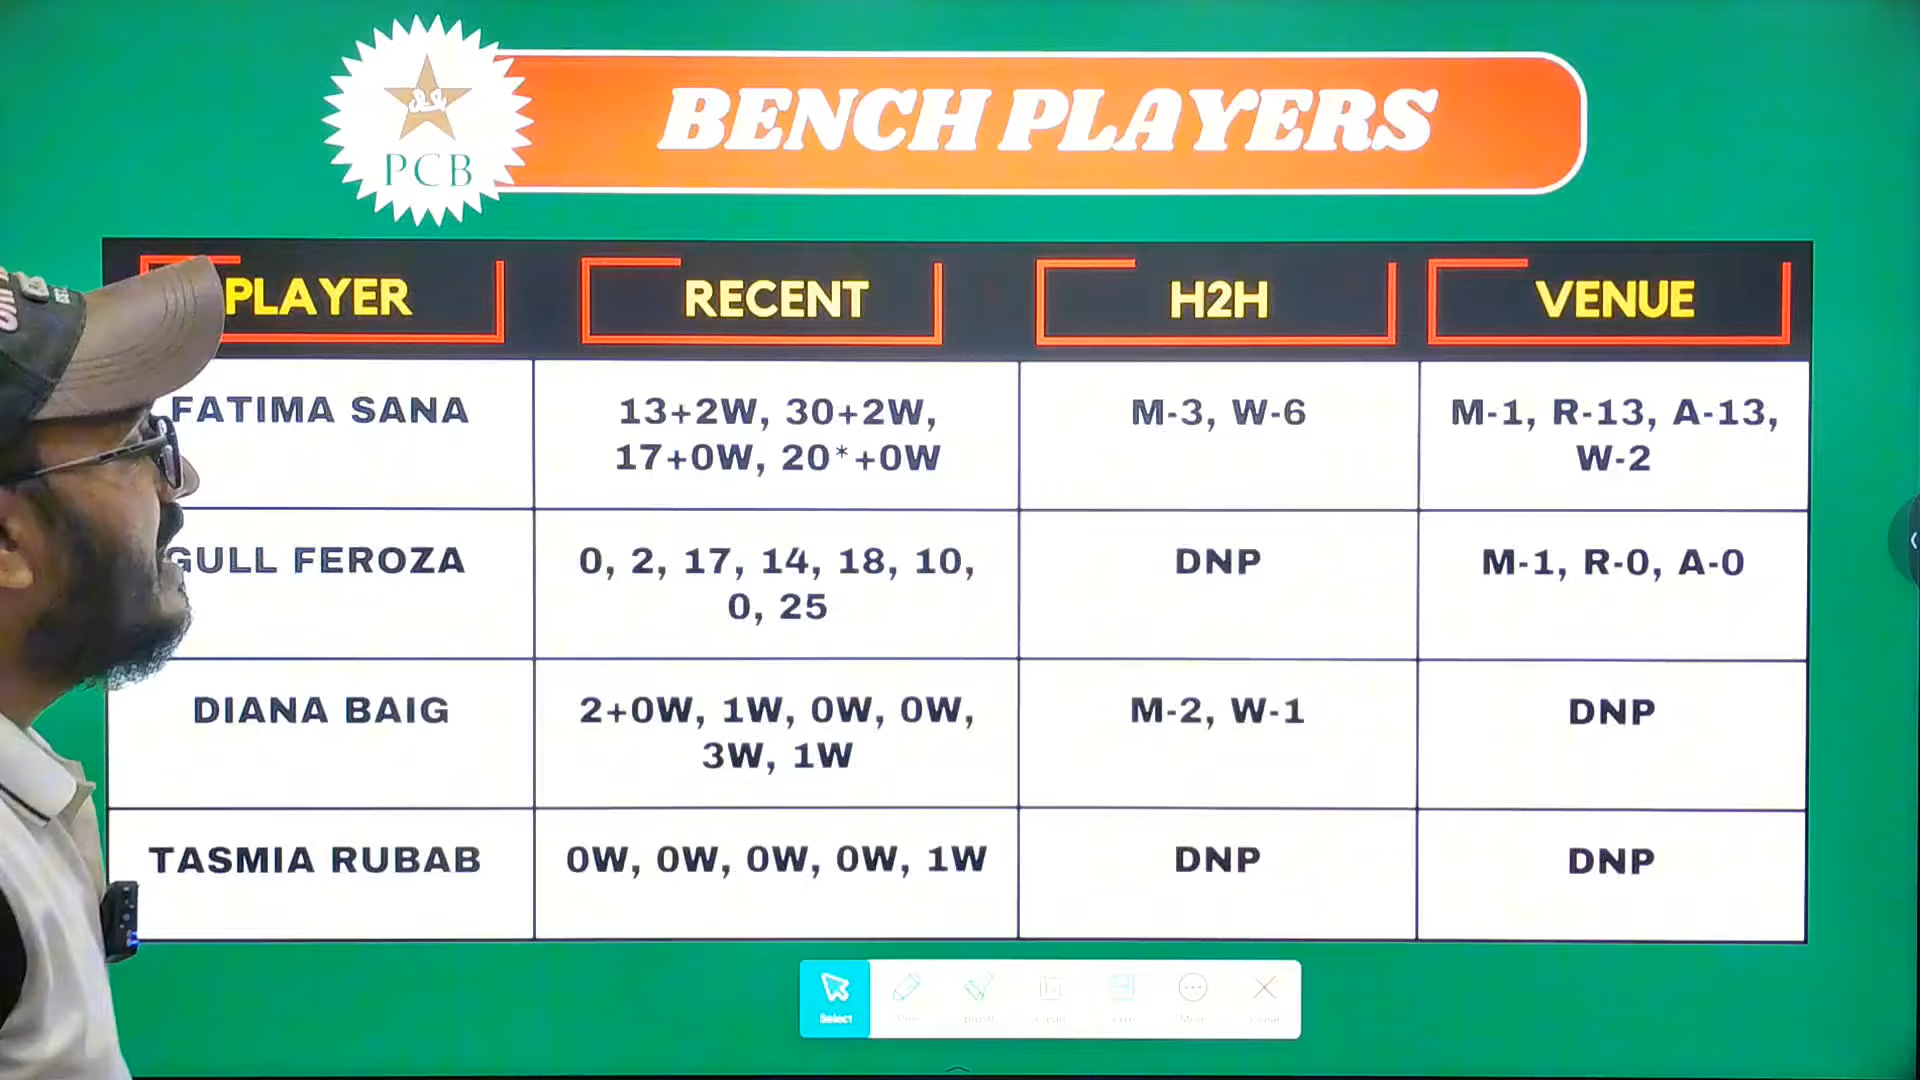 PCB
BENCH PLAYERS
PLAYER
RECENT
H2H
VENUE
FATIMA SANA
13+2W, 30+2W,
17+0W, 20*+0W
M-3, W-6
M-1, R-13, A-13,
W-2
GULL FEROZA
0, 2, 17, 14, 18, 10,
0, 25
DNP
M-1, R-0, A-0
DIANA BAIG
2+0W, 1W, 0W, 0W,
3W, 1W
M-2, W-1
DNP
TASMIA RUBAB
0W, 0W, 0W, 0W, 1W
DNP
DNP
Select